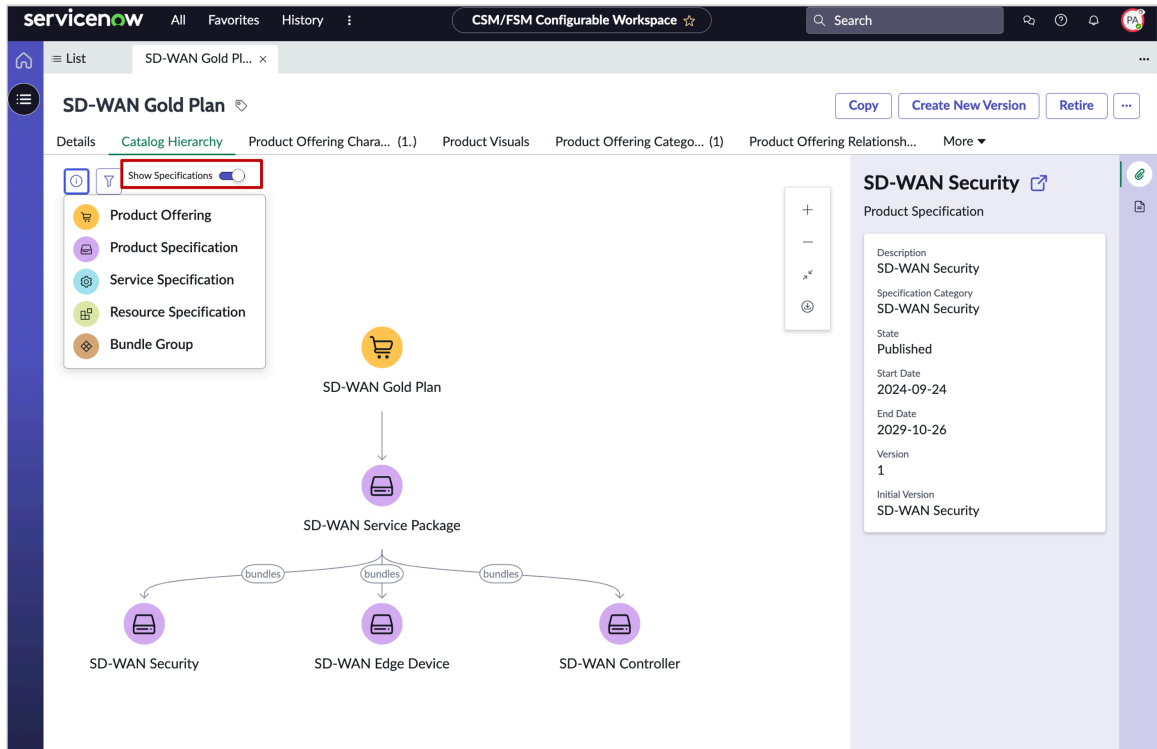 servicenow All Favorites History CSM/FSM Configurable Workspace Search PA
List SD-WAN Gold Pl...
SD-WAN Gold Plan Copy Create New Version Retire
Details Catalog Hierarchy Product Offering Chara... (1.) Product Visuals Product Offering Catego... (1) Product Offering Relationsh... More
Show Specifications
Product Offering
Product Specification
Service Specification
Resource Specification
Bundle Group
SD-WAN Gold Plan
SD-WAN Service Package
bundles bundles bundles
SD-WAN Security SD-WAN Edge Device SD-WAN Controller
SD-WAN Security
Product Specification
Description
SD-WAN Security
Specification Category
SD-WAN Security
State
Published
Start Date
2024-09-24
End Date
2029-10-26
Version
1
Initial Version
SD-WAN Security